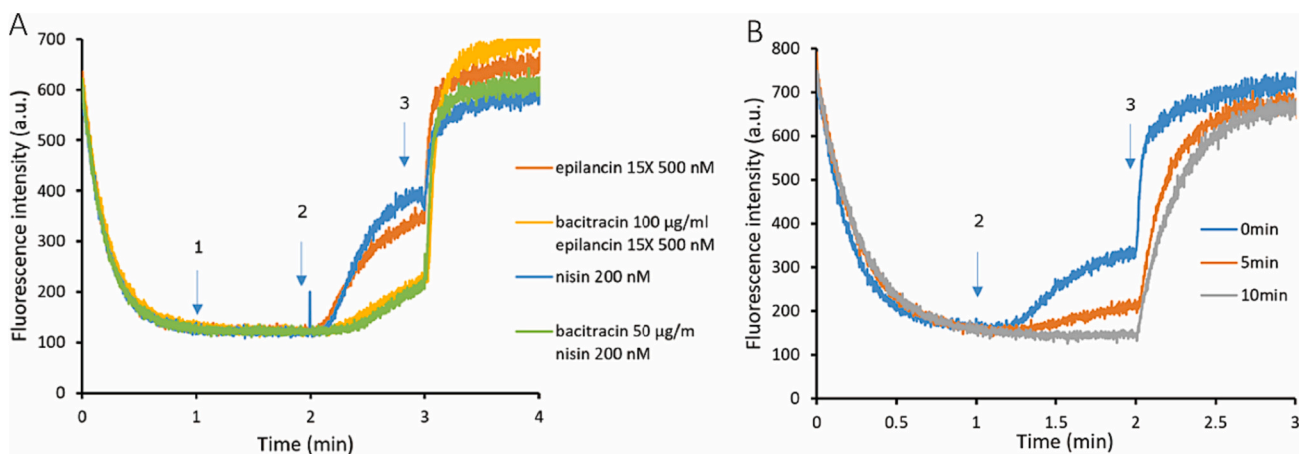 A
Fluorescence intensity (a.u.)
700
600
500
400
300
200
100
0
0
1
2
3
4
Time (min)
1
2
3
epilancin 15X 500 nM
bacitracin 100 µg/ml
epilancin 15X 500 nM
nisin 200 nM
bacitracin 50 µg/m
nisin 200 nM
B
Fluorescence intensity (a.u.)
800
700
600
500
400
300
200
100
0
0
0.5
1
1.5
2
2.5
3
Time (min)
2
3
0min
5min
10min